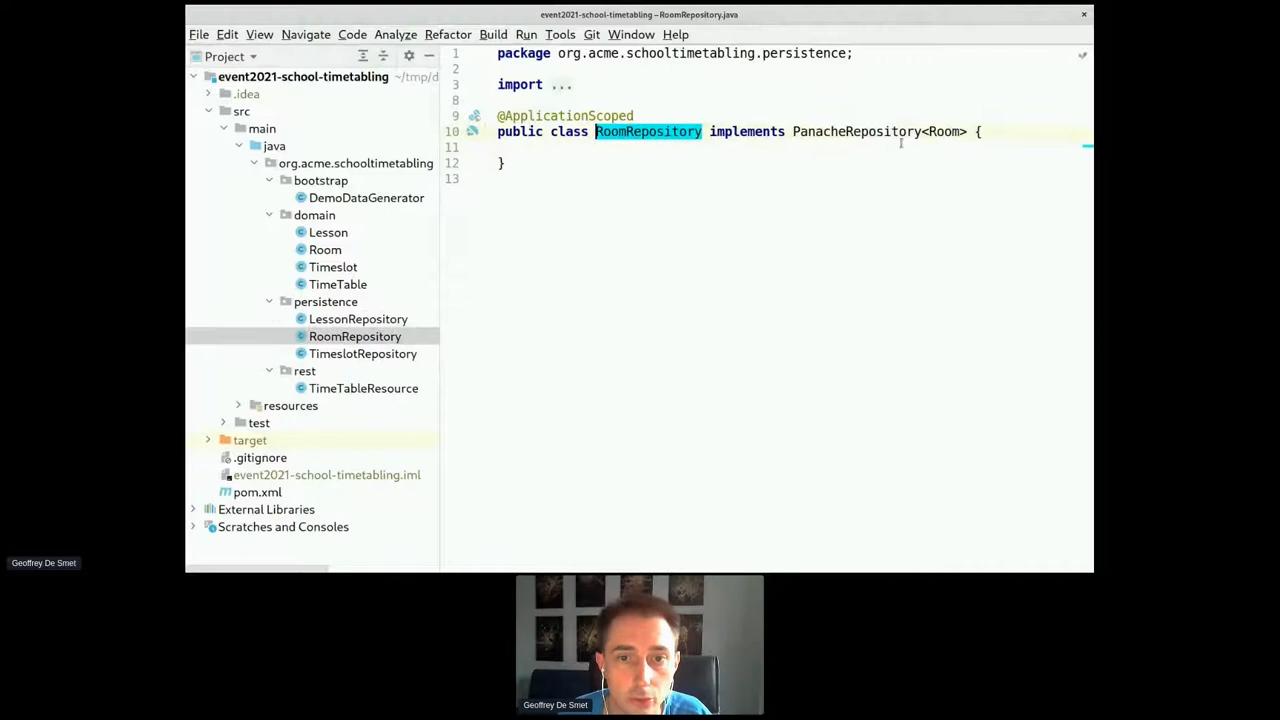 event2021-school-timetabling – RoomRepository.java
File Edit View Navigate Code Analyze Refactor Build Run Tools Git Window Help
Project
event2021-school-timetabling ~/tmp/d
.idea
src
main
java
org.acme.schooltimetabling
bootstrap
DemoDataGenerator
domain
Lesson
Room
Timeslot
TimeTable
persistence
LessonRepository
RoomRepository
TimeslotRepository
rest
TimeTableResource
resources
test
target
.gitignore
event2021-school-timetabling.iml
pom.xml
External Libraries
Scratches and Consoles
1 package org.acme.schooltimetabling.persistence;
2
3 import ...
8
9 @ApplicationScoped
10 public class RoomRepository implements PanacheRepository<Room> {
11
12 }
13
Geoffrey De Smet
Geoffrey De Smet